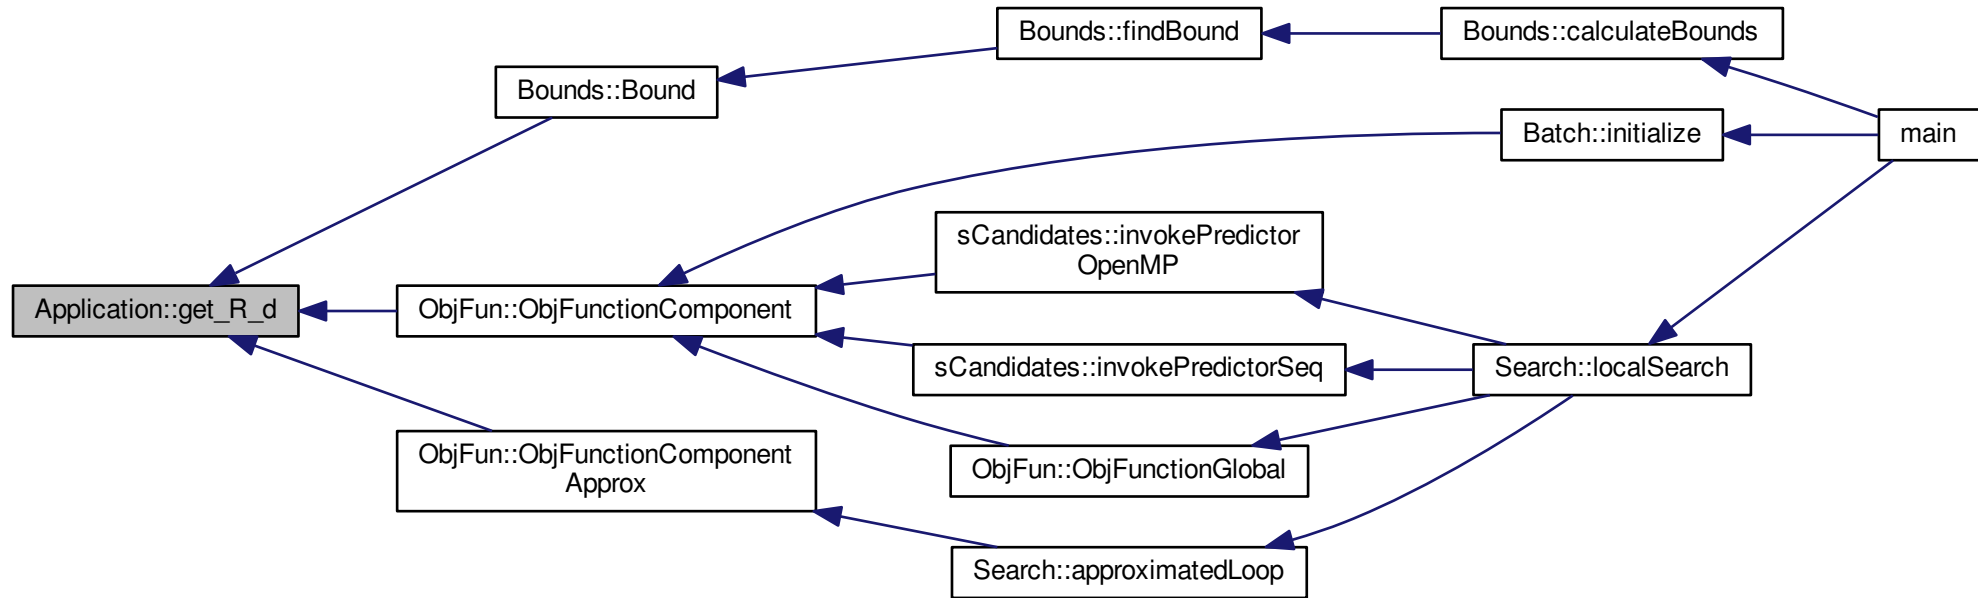 Bounds::findBound
Bounds::calculateBounds
Bounds::Bound
Batch::initialize
main
sCandidates::invokePredictor
OpenMP
Application::get_R_d
ObjFun::ObjFunctionComponent
sCandidates::invokePredictorSeq
Search::localSearch
ObjFun::ObjFunctionComponent
Approx
ObjFun::ObjFunctionGlobal
Search::approximatedLoop